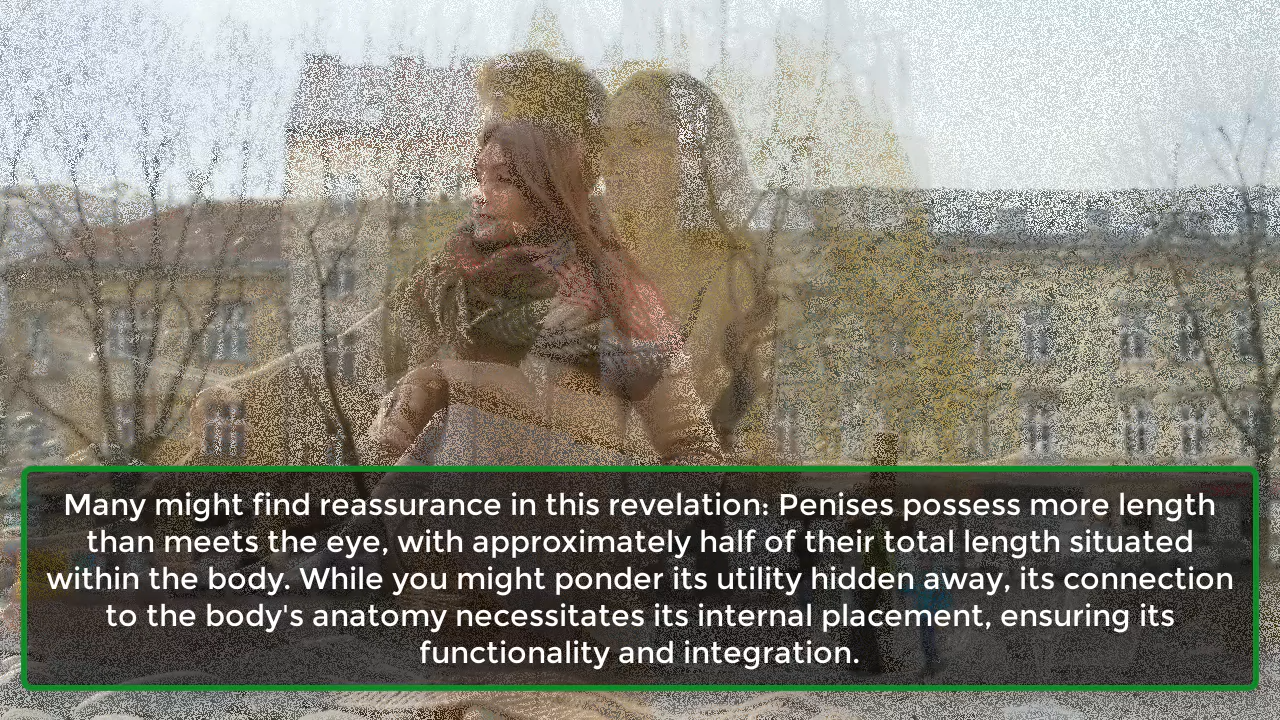 Many might find reassurance in this revelation: Penises possess more length
than meets the eye, with approximately half of their total length situated
within the body. While you might ponder its utility hidden away, its connection
to the body's anatomy necessitates its internal placement, ensuring its
functionality and integration.